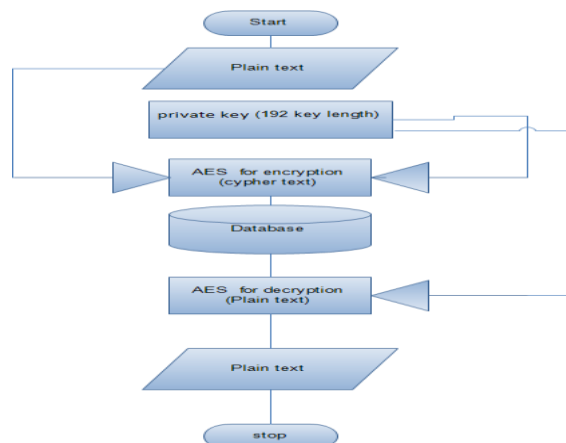 Start
Plain text
private key (192 key length)
AES for encryption
(cypher text)
Database
AES for decryption
(Plain text)
Plain text
stop